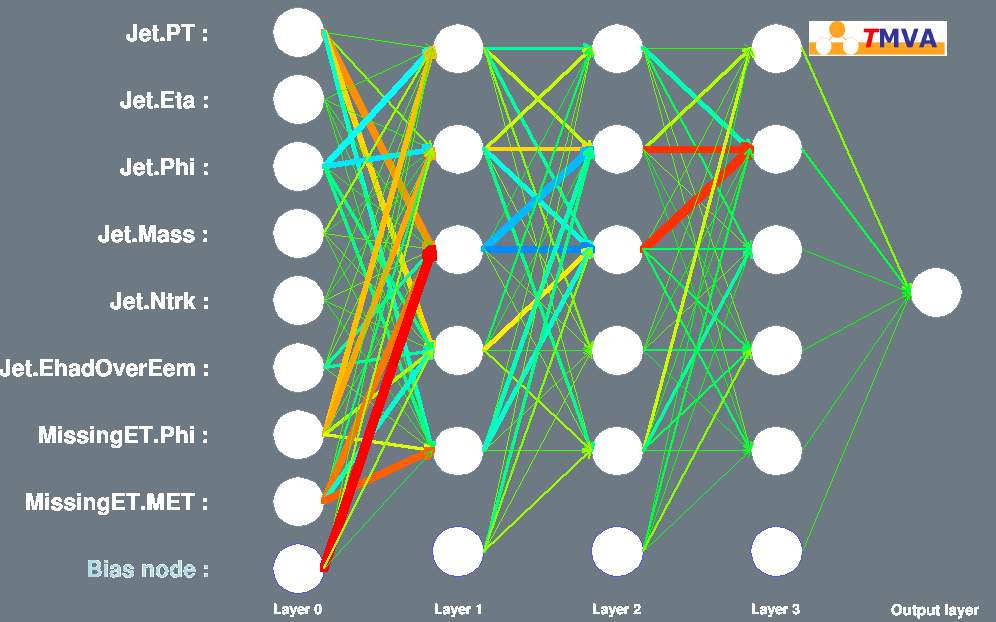 Jet.PT :
TMVA
Jet.Eta :
Jet.Phi :
Jet.Mass :
Jet.Ntrk :
Jet.EhadOverEem :
MissingET.Phi :
MissingET.MET :
Bias node :
Layer 0
Layer 1
Layer 2
Layer 3
Output layer